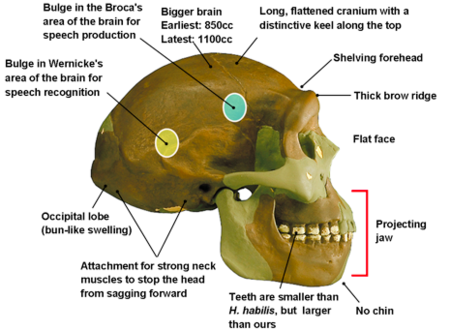 Bulge in the Broca's
area of the brain for
speech production
Bigger brain
Earliest: 850cc
Latest: 1100cc
Long, flattened cranium with a
distinctive keel along the top
Bulge in Wernicke's
area of the brain for
speech recognition
Shelving forehead
Thick brow ridge
Flat face
Occipital lobe
(bun-like swelling)
Projecting
jaw
Attachment for strong neck
muscles to stop the head
from sagging forward
Teeth are smaller than
H. habilis, but larger
than ours
No chin